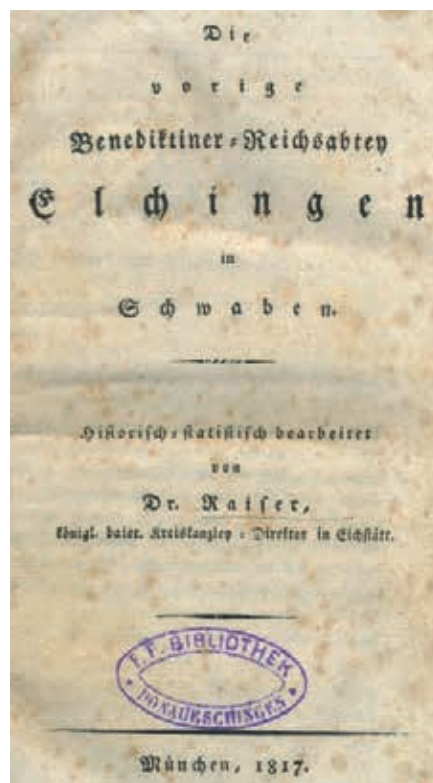 Die
vorige
Benediktiner-Reichsabtey
Elchingen
in
Schwaben.
Historisch-statistisch bearbeitet
von
Dr. Raiser,
königl. baier. Kreiskanzley-Direktor in Eichstätt.
F. F. BIBLIOTHEK
DONAUESCHINGEN
München, 1817.